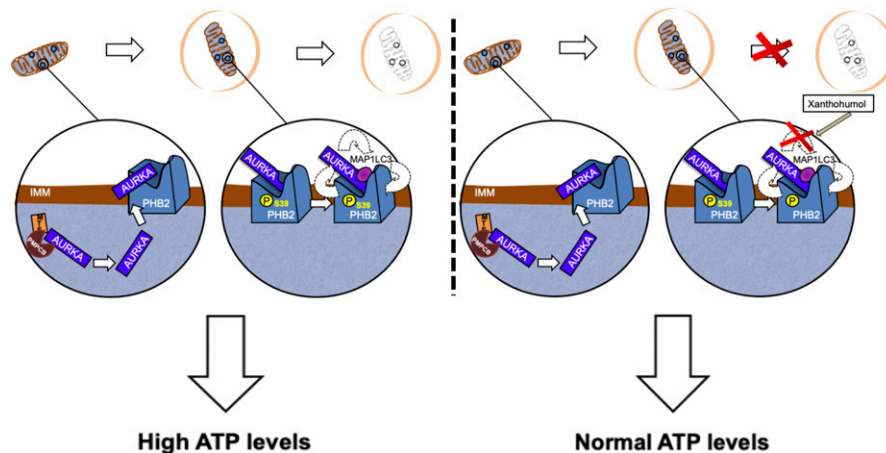 Xanthohumol
IMM
AURKA
PHB2
PMPCB
AURKA
AURKA
AURKA
MAP1LC3
P S39
PHB2
P
S39
PHB2
IMM
AURKA
PHB2
PMPCB
AURKA
AURKA
AURKA
AURKA
MAP1LC3
P S39
PHB2
P
S39
PHB2
AURKA
High ATP levels
Normal ATP levels